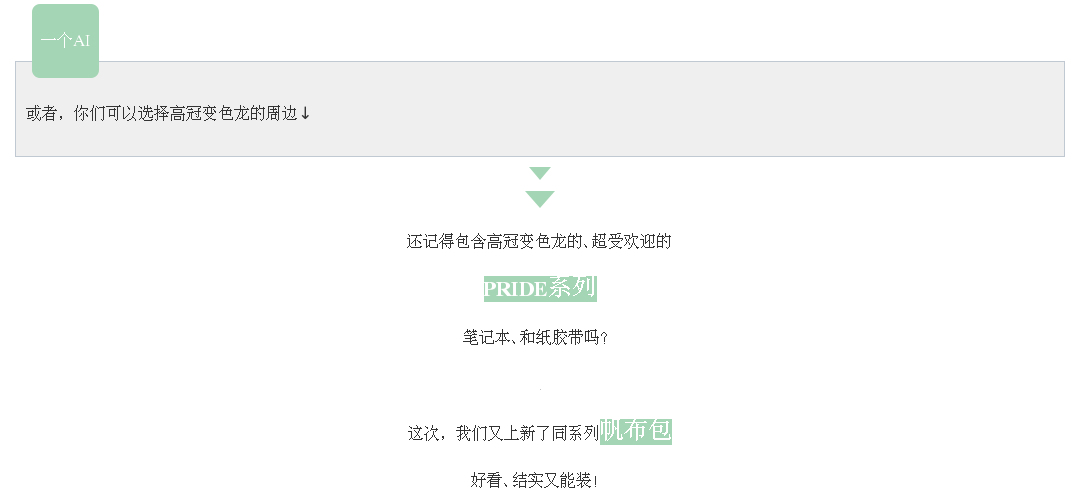 一个AI
或者，你们可以选择高冠变色龙的周边↓
还记得包含高冠变色龙的、超受欢迎的
PRIDE系列
笔记本、和纸胶带吗?
这次，我们又上新了同系列帆布包
好看、结实又能装!